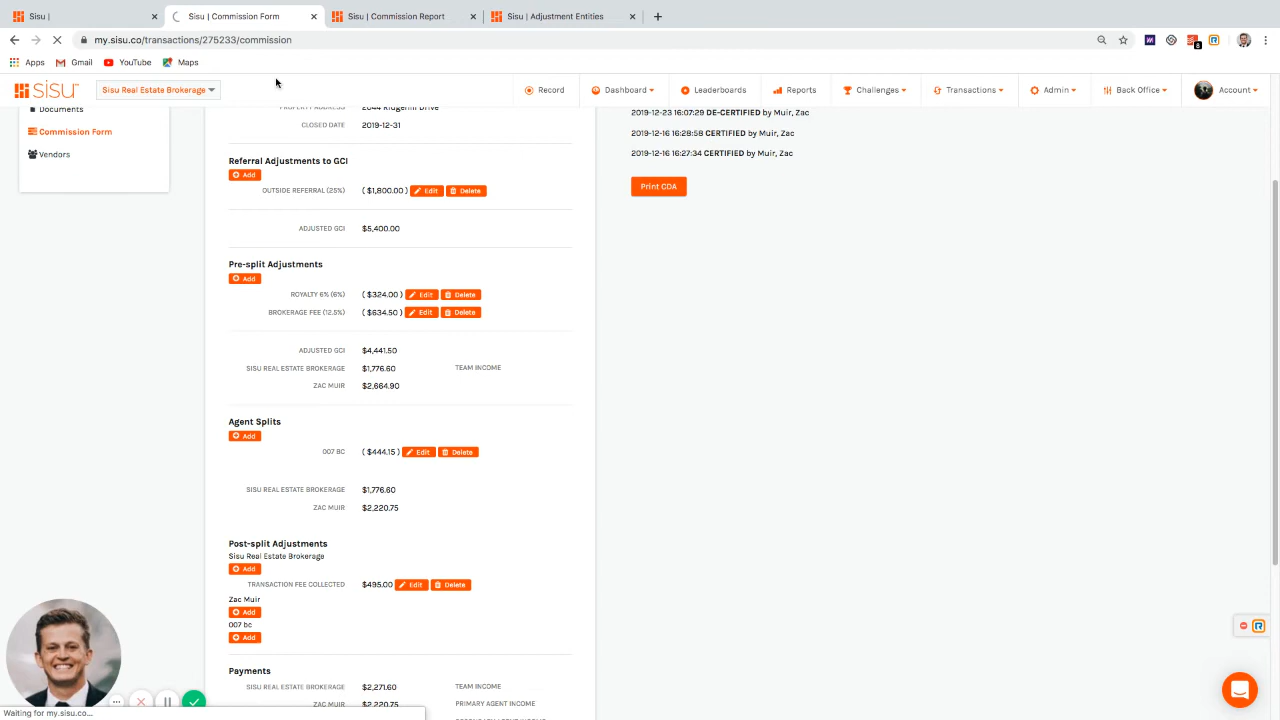 Sisu |
Sisu | Commission Form
Sisu | Commission Report
Sisu | Adjustment Entities
my.sisu.co/transactions/275233/commission
8
Apps
Gmail
YouTube
Maps
sisu
Sisu Real Estate Brokerage
Record
Dashboard
Leaderboards
Reports
Challenges
Transactions
Admin
Back Office
Account
Documents
Commission Form
Vendors
2044 Ridgehill Drive
CLOSED DATE 2019-12-31
Referral Adjustments to GCI
Add
OUTSIDE REFERRAL (25%) ( $1,800.00 ) Edit Delete
ADJUSTED GCI $5,400.00
Pre-split Adjustments
Add
ROYALTY 6% (6%) ( $324.00 ) Edit Delete
BROKERAGE FEE (12.5%) ( $634.50 ) Edit Delete
ADJUSTED GCI $4,441.50
SISU REAL ESTATE BROKERAGE $1,776.60 TEAM INCOME
ZAC MUIR $2,664.90
Agent Splits
Add
007 BC ( $444.15 ) Edit Delete
SISU REAL ESTATE BROKERAGE $1,776.60
ZAC MUIR $2,220.75
Post-split Adjustments
Sisu Real Estate Brokerage
Add
TRANSACTION FEE COLLECTED $495.00 Edit Delete
Zac Muir
Add
007 bc
Add
Payments
SISU REAL ESTATE BROKERAGE $2,271.60 TEAM INCOME
ZAC MUIR $2,220.75 PRIMARY AGENT INCOME
2019-12-23 16:07:29 DE-CERTIFIED by Muir, Zac
2019-12-16 16:28:58 CERTIFIED by Muir, Zac
2019-12-16 16:27:34 CERTIFIED by Muir, Zac
Print CDA
Waiting for my.sisu.co...